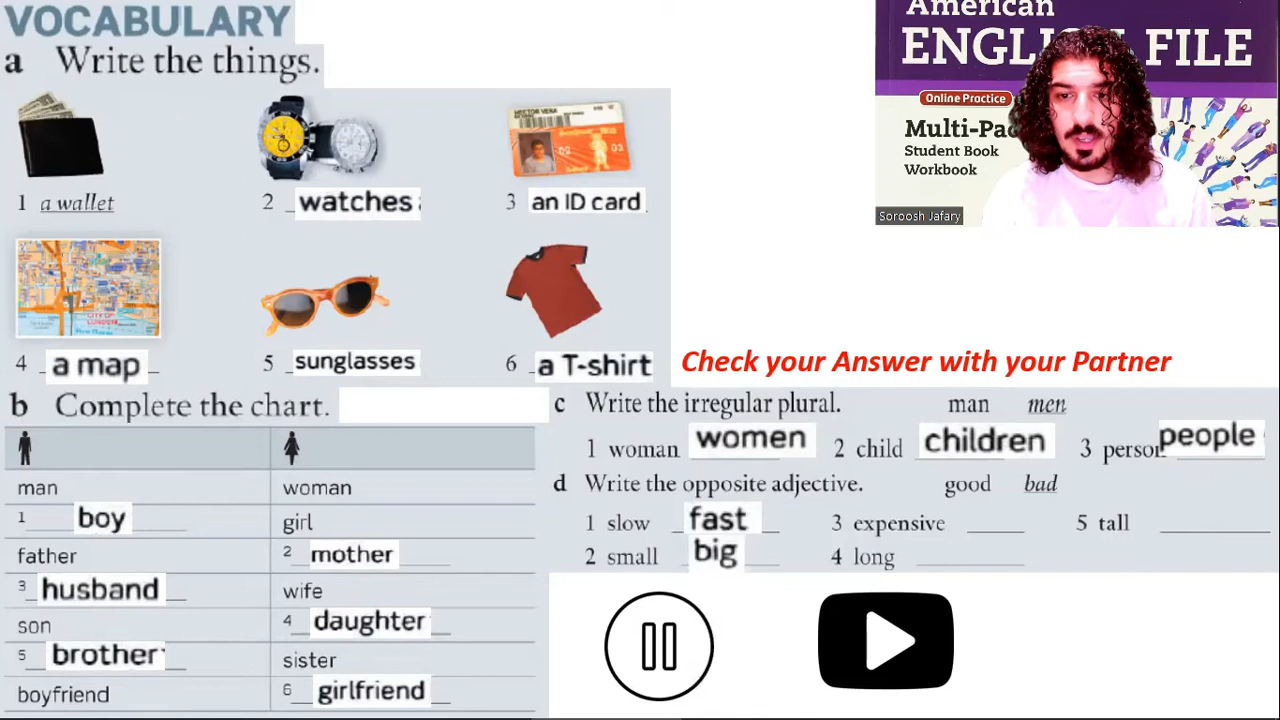 VOCABULARY
a Write the things.
1 a wallet
2 watches
3 an ID card
4 a map
5 sunglasses
6 a T-shirt
American
ENGLISH FILE
Online Practice
Multi-Pac
Student Book
Workbook
Soroosh Jafary
Check your Answer with your Partner
b Complete the chart.
man woman
1 boy girl
father 2 mother
3 husband wife
son 4 daughter
5 brother sister
boyfriend 6 girlfriend
c Write the irregular plural. man men
1 woman women 2 child children 3 person people
d Write the opposite adjective. good bad
1 slow fast 3 expensive 5 tall
2 small big 4 long